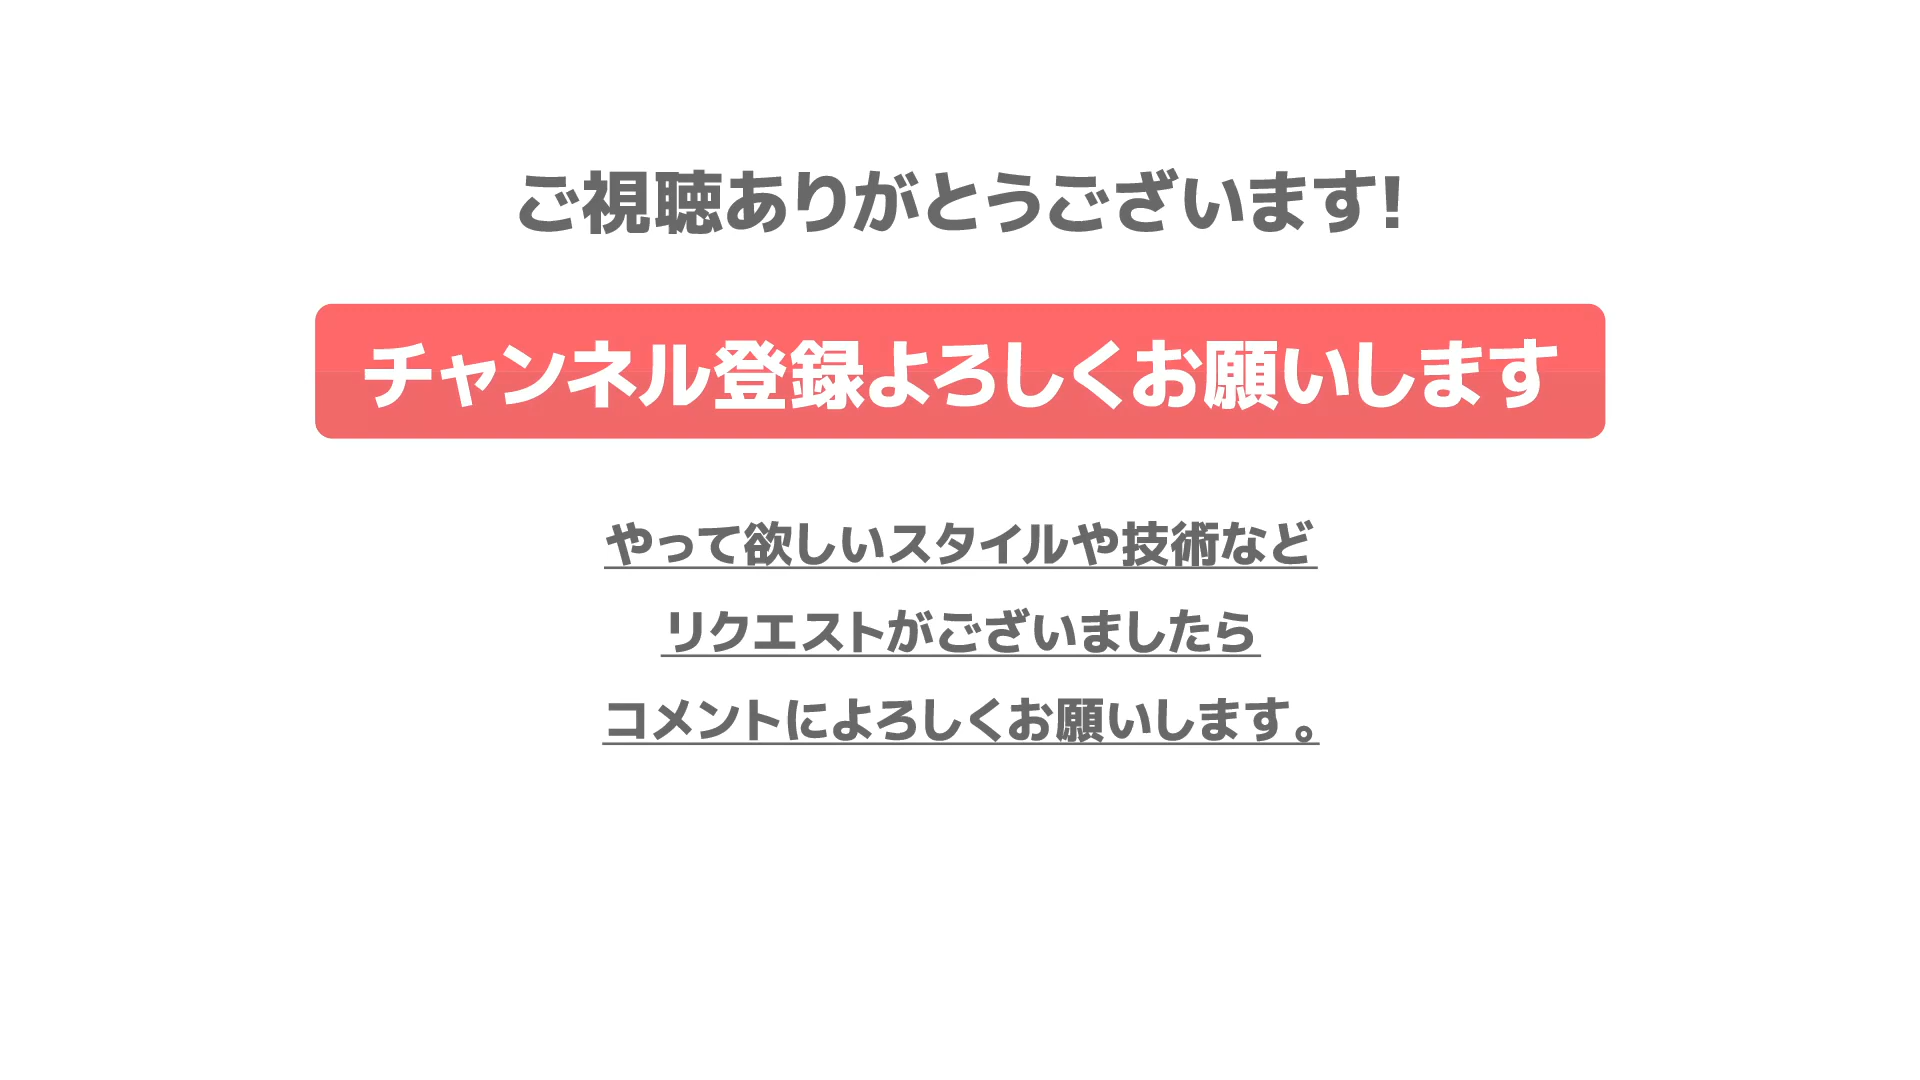 ご視聴ありがとうございます!
チャンネル登録よろしくお願いします
やって欲しいスタイルや技術など
リクエストがございましたら
コメントによろしくお願いします。